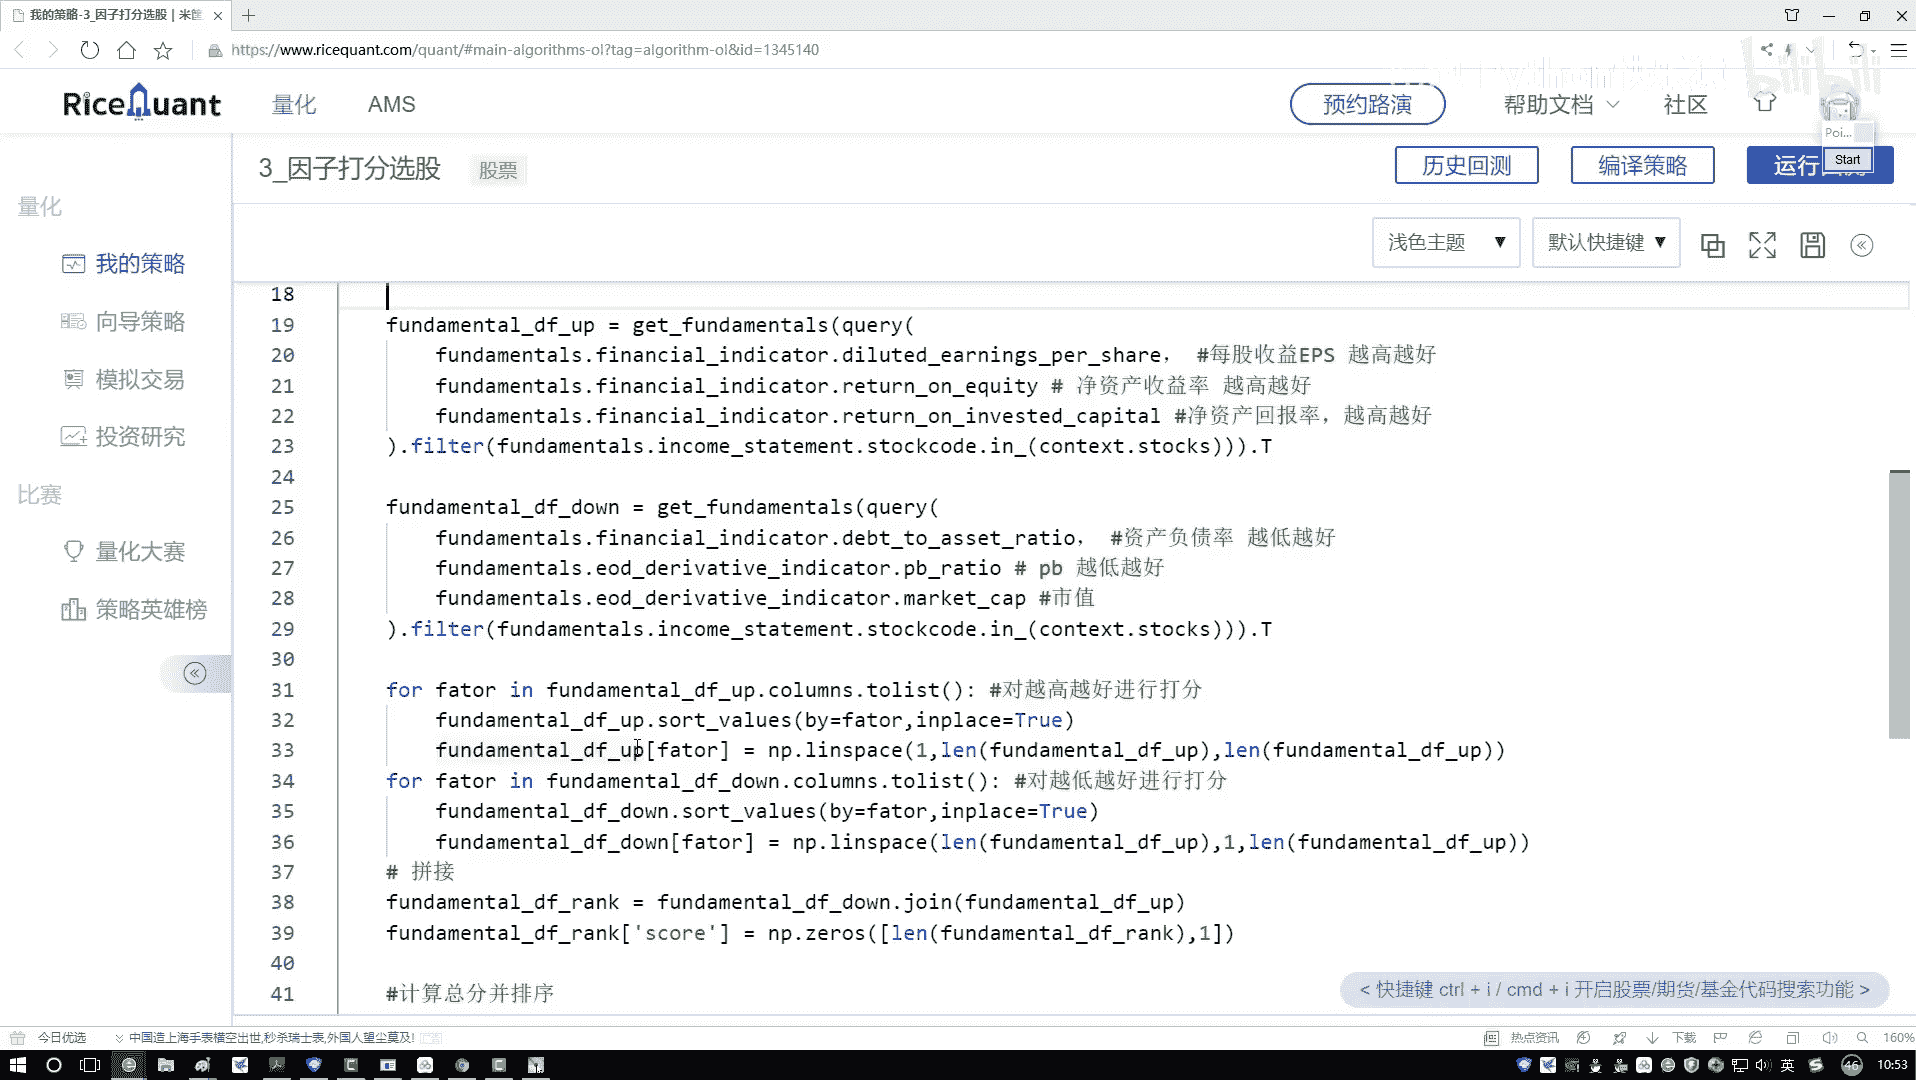 我的策略-3_因子打分选股 | 米筐
https://www.ricequant.com/quant/#main-algorithms-ol?tag=algorithm-ol&id=1345140
bilibili
RiceQuant
量化
AMS
预约路演
帮助文档
社区
Poi...
Start
3_因子打分选股
股票
历史回测
编译策略
运行回测
量化
我的策略
向导策略
模拟交易
投资研究
比赛
量化大赛
策略英雄榜
浅色主题 ▼
默认快捷键 ▼
18
19 fundamental_df_up = get_fundamentals(query(
20 fundamentals.financial_indicator.diluted_earnings_per_share， #每股收益EPS 越高越好
21 fundamentals.financial_indicator.return_on_equity # 净资产收益率 越高越好
22 fundamentals.financial_indicator.return_on_invested_capital #净资产回报率，越高越好
23 ).filter(fundamentals.income_statement.stockcode.in_(context.stocks))).T
24
25 fundamental_df_down = get_fundamentals(query(
26 fundamentals.financial_indicator.debt_to_asset_ratio， #资产负债率 越低越好
27 fundamentals.eod_derivative_indicator.pb_ratio # pb 越低越好
28 fundamentals.eod_derivative_indicator.market_cap #市值
29 ).filter(fundamentals.income_statement.stockcode.in_(context.stocks))).T
30
31 for fator in fundamental_df_up.columns.tolist(): #对越高越好进行打分
32 fundamental_df_up.sort_values(by=fator,inplace=True)
33 fundamental_df_up[fator] = np.linspace(1,len(fundamental_df_up),len(fundamental_df_up))
34 for fator in fundamental_df_down.columns.tolist(): #对越低越好进行打分
35 fundamental_df_down.sort_values(by=fator,inplace=True)
36 fundamental_df_down[fator] = np.linspace(len(fundamental_df_up),1,len(fundamental_df_up))
37 # 拼接
38 fundamental_df_rank = fundamental_df_down.join(fundamental_df_up)
39 fundamental_df_rank['score'] = np.zeros([len(fundamental_df_rank),1])
40
41 #计算总分并排序
< 快捷键 ctrl + i / cmd + i 开启股票/期货/基金代码搜索功能 >
今日优选
中国造上海手表横空出世,秒杀瑞士表,外国人望尘莫及!
热点资讯
下载
160%
英
46
10:53